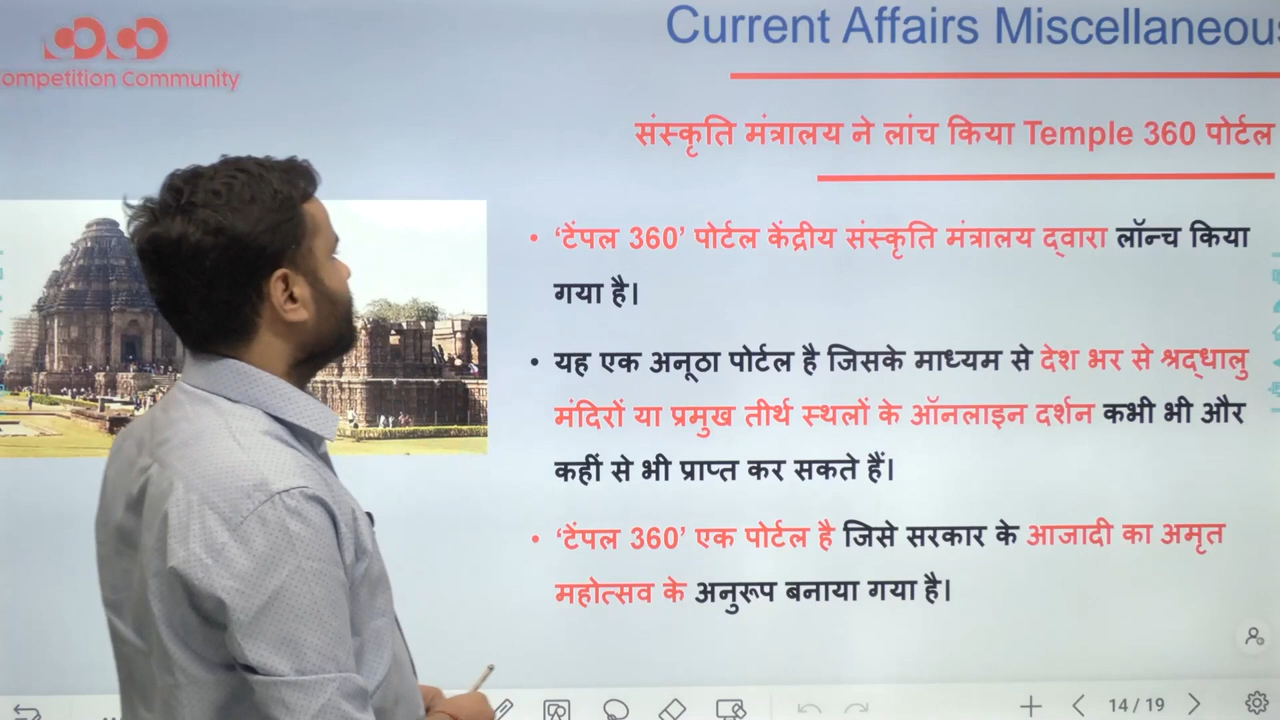 Competition Community
Current Affairs Miscellaneous
संस्कृति मंत्रालय ने लांच किया Temple 360 पोर्टल
• ‘टेंपल 360’ पोर्टल केंद्रीय संस्कृति मंत्रालय द्वारा लॉन्च किया
गया है।
• यह एक अनूठा पोर्टल है जिसके माध्यम से देश भर से श्रद्धालु
मंदिरों या प्रमुख तीर्थ स्थलों के ऑनलाइन दर्शन कभी भी और
कहीं से भी प्राप्त कर सकते हैं।
• ‘टेंपल 360’ एक पोर्टल है जिसे सरकार के आजादी का अमृत
महोत्सव के अनुरूप बनाया गया है।
14 / 19